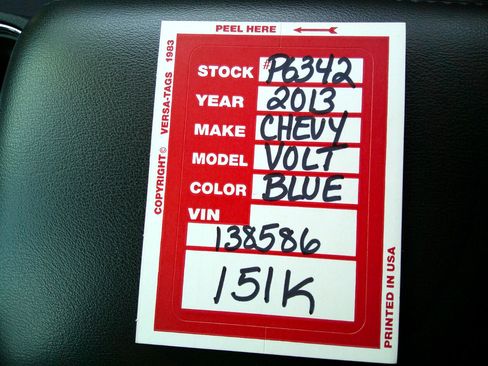 PEEL HERE
COPYRIGHT© VERSA-TAGS 1983
STOCK #P6342
YEAR 2013
MAKE CHEVY
MODEL VOLT
COLOR BLUE
VIN
138586
151K
PRINTED IN USA